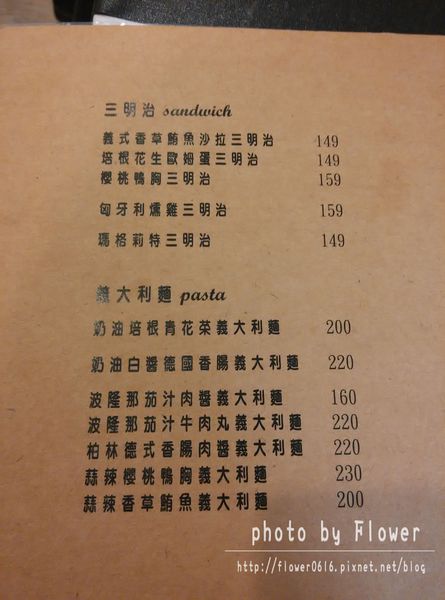 三明治 sandwich
義式香草鮪魚沙拉三明治 149
培根花生歐姆蛋三明治 149
櫻桃鴨胸三明治 159
匈牙利燻雞三明治 159
瑪格莉特三明治 149
義大利麵 pasta
奶油培根青花菜義大利麵 200
奶油白醬德國香腸義大利麵 220
波隆那茄汁肉醬義大利麵 160
波隆那茄汁牛肉丸義大利麵 220
柏林德式香腸肉醬義大利麵 220
蒜辣櫻桃鴨胸義大利麵 230
蒜辣香草鮪魚義大利麵 200
photo by Flower
http://flower0616.pixnet.net/blog